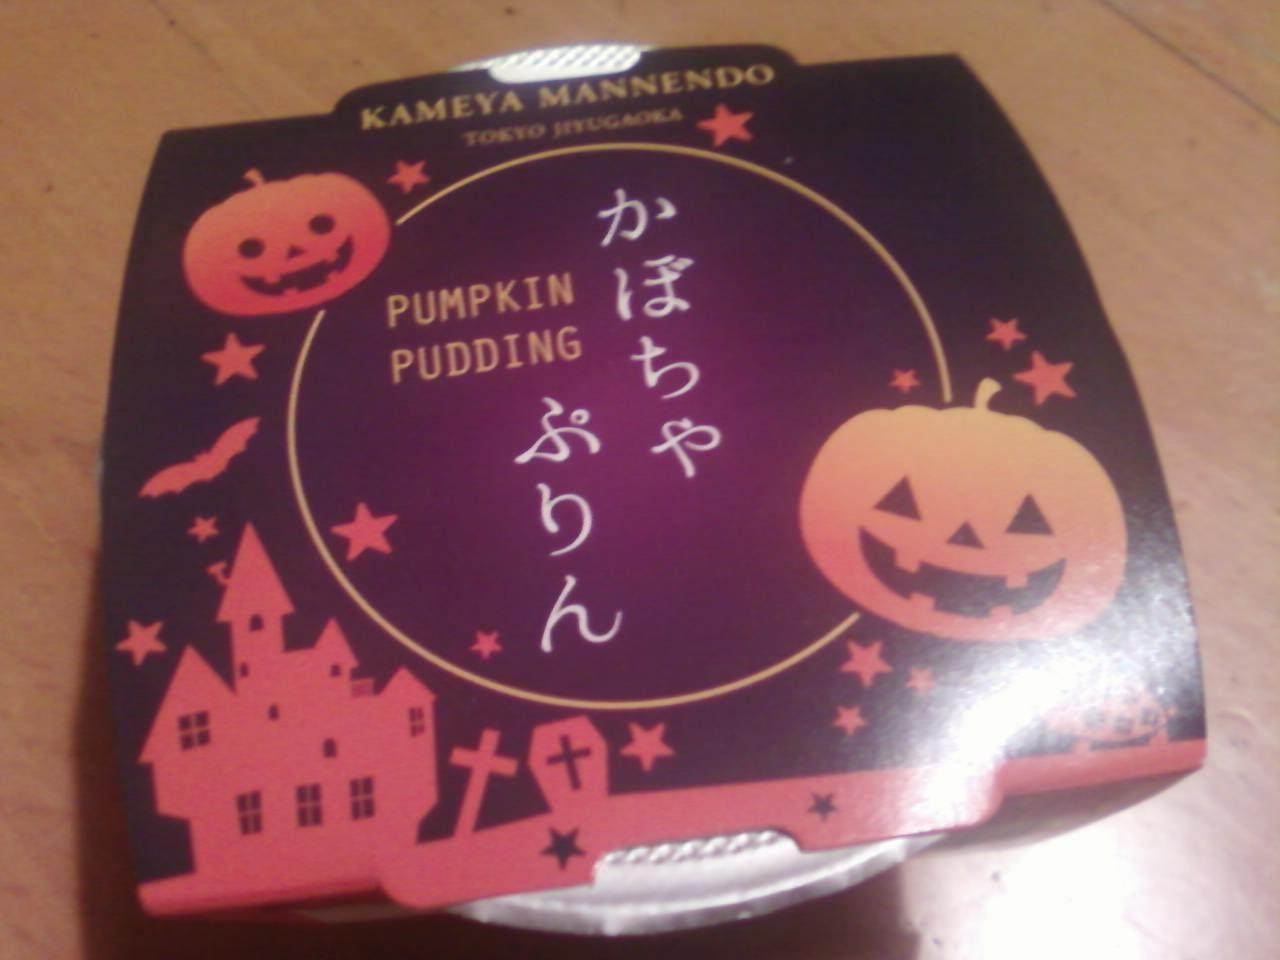 KAMEYA MANNENDO
TOKYO JIYUGAOKA
かぼちゃ
ぷりん
PUMPKIN
PUDDING